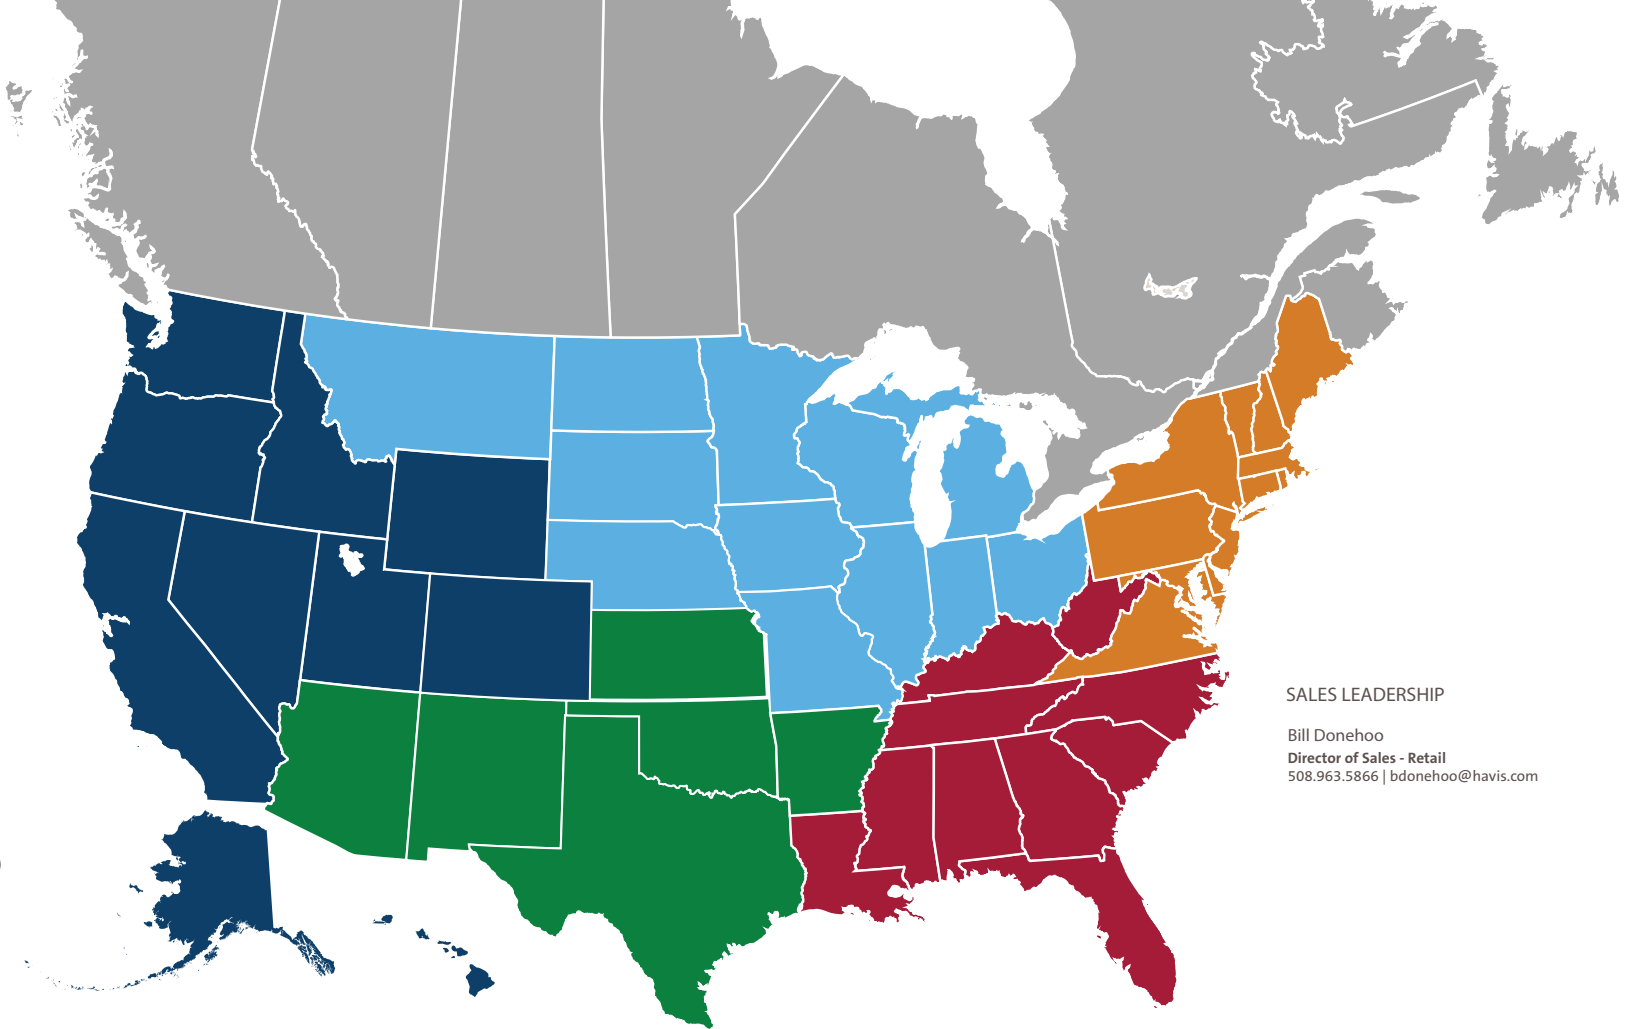 SALES LEADERSHIP
Bill Donehoo
Director of Sales - Retail
508.963.5866 | bdonehoo@havis.com